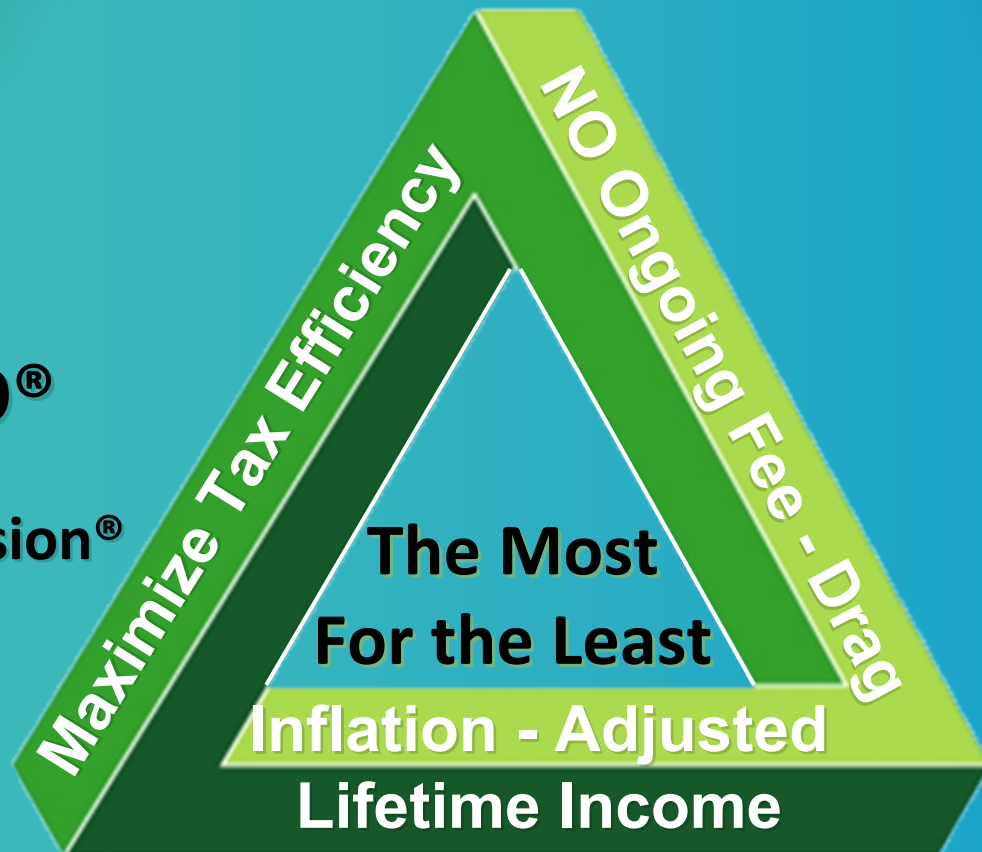 Maximize Tax Efficiency
NO Ongoing Fee - Drag
®
sion®
The Most
For the Least
Inflation - Adjusted
Lifetime Income